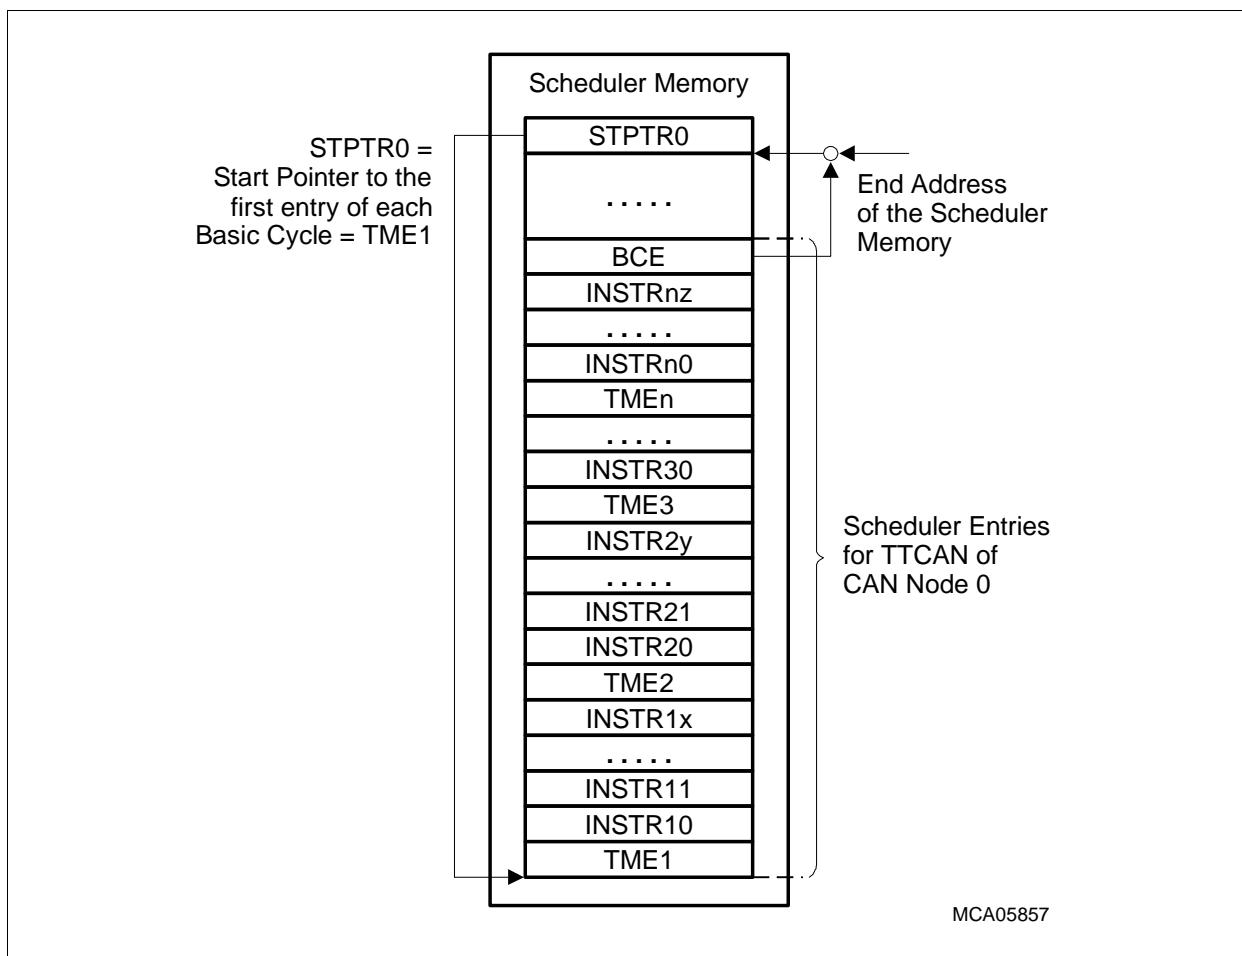 Scheduler Memory
STPTR0 =
Start Pointer to the
first entry of each
Basic Cycle = TME1
STPTR0
.....
BCE
INSTRnz
.....
INSTRn0
TMEn
.....
INSTR30
TME3
INSTR2y
.....
INSTR21
INSTR20
TME2
INSTR1x
.....
INSTR11
INSTR10
TME1
End Address
of the Scheduler
Memory
Scheduler Entries
for TTCAN of
CAN Node 0
MCA05857